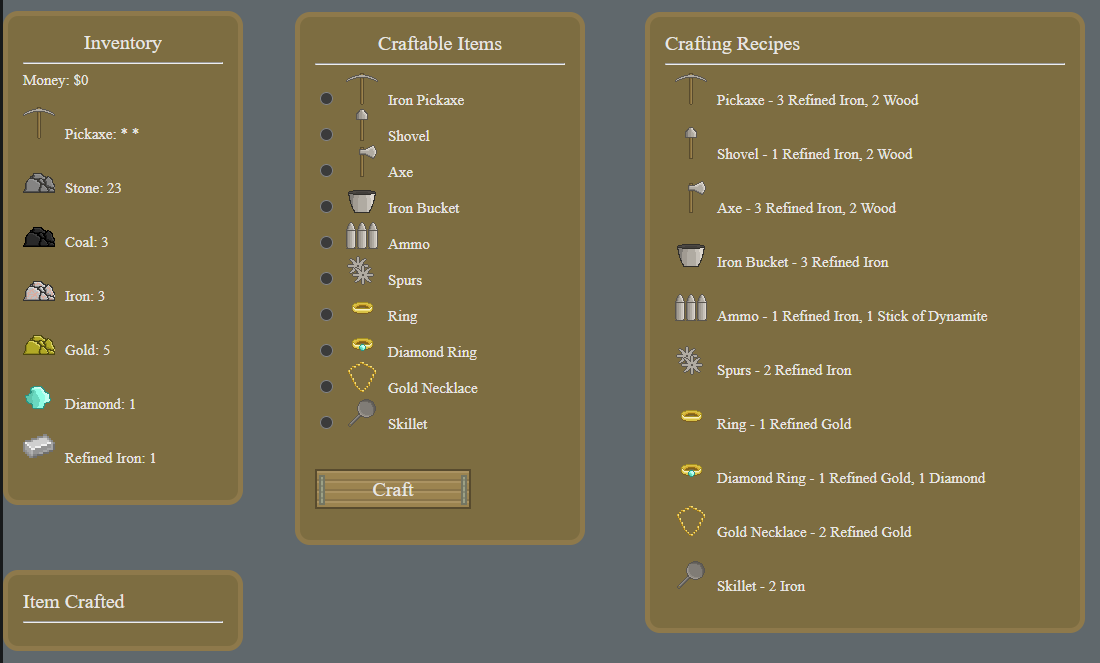 Inventory
Money: $0
Pickaxe: * *
Stone: 23
Coal: 3
Iron: 3
Gold: 5
Diamond: 1
Refined Iron: 1
Item Crafted
Craftable Items
Iron Pickaxe
Shovel
Axe
Iron Bucket
Ammo
Spurs
Ring
Diamond Ring
Gold Necklace
Skillet
Craft
Crafting Recipes
Pickaxe - 3 Refined Iron, 2 Wood
Shovel - 1 Refined Iron, 2 Wood
Axe - 3 Refined Iron, 2 Wood
Iron Bucket - 3 Refined Iron
Ammo - 1 Refined Iron, 1 Stick of Dynamite
Spurs - 2 Refined Iron
Ring - 1 Refined Gold
Diamond Ring - 1 Refined Gold, 1 Diamond
Gold Necklace - 2 Refined Gold
Skillet - 2 Iron